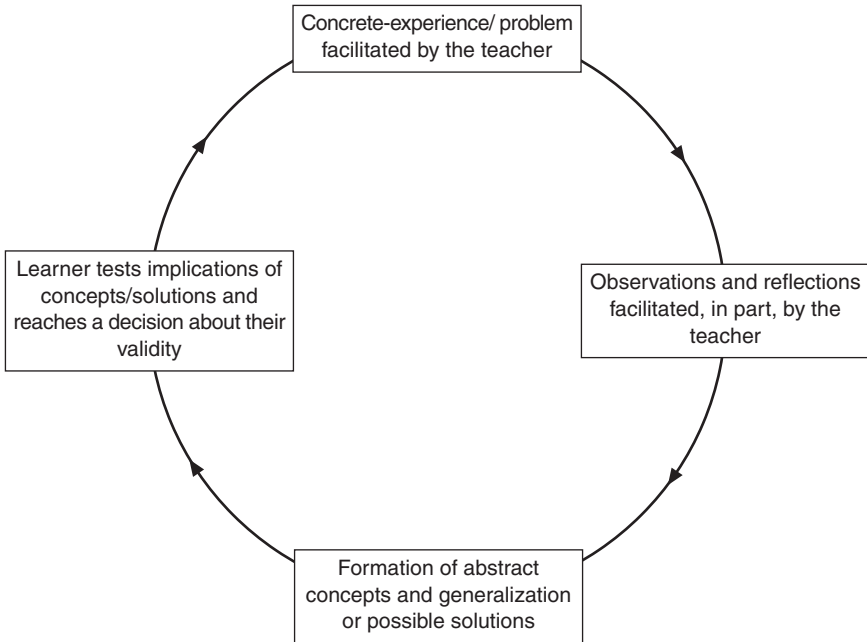 Concrete-experience/ problem
facilitated by the teacher
Observations and reflections
facilitated, in part, by the
teacher
Formation of abstract
concepts and generalization
or possible solutions
Learner tests implications of
concepts/solutions and
reaches a decision about their
validity